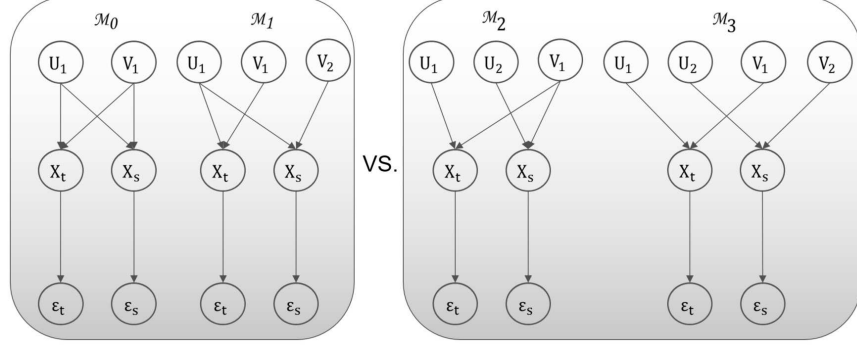 ℳ0 ℳ1 ℳ2 ℳ3
U1 V1 U1 V1 V2 U1 U2 V1 U1 U2 V1 V2
Xt Xs Xt Xs VS. Xt Xs Xt Xs
εt εs εt εs εt εs εt εs